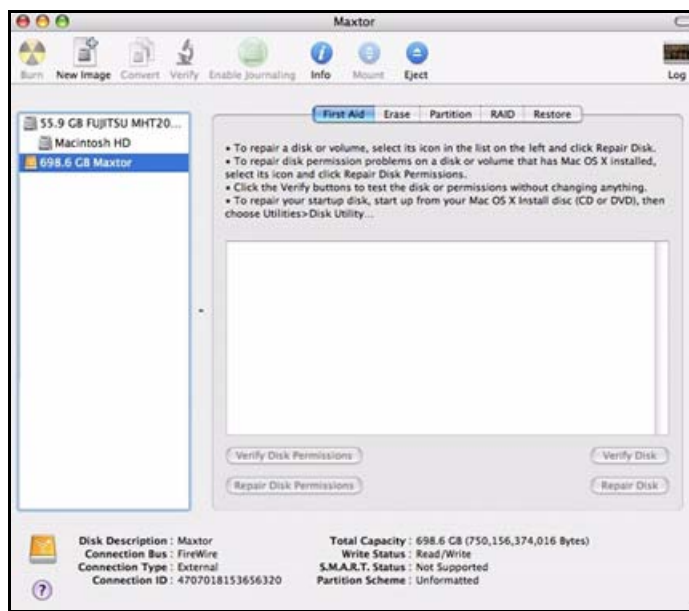 Maxtor
Burn New Image Convert Verify Enable Journaling Info Mount Eject Log
55.9 GB FUJITSU MHT20...
Macintosh HD
698.6 GB Maxtor
First Aid Erase Partition RAID Restore
• To repair a disk or volume, select its icon in the list on the left and click Repair Disk.
• To repair disk permission problems on a disk or volume that has Mac OS X installed,
select its icon and click Repair Disk Permissions.
• Click the Verify buttons to test the disk or permissions without changing anything.
• To repair your startup disk, start up from your Mac OS X Install disc (CD or DVD), then
choose Utilities>Disk Utility...
Verify Disk Permissions Verify Disk
Repair Disk Permissions Repair Disk
Disk Description : Maxtor
Connection Bus : FireWire
Connection Type : External
Connection ID : 4707018153656320
Total Capacity : 698.6 GB (750,156,374,016 Bytes)
Write Status : Read/Write
S.M.A.R.T. Status : Not Supported
Partition Scheme : Unformatted
?